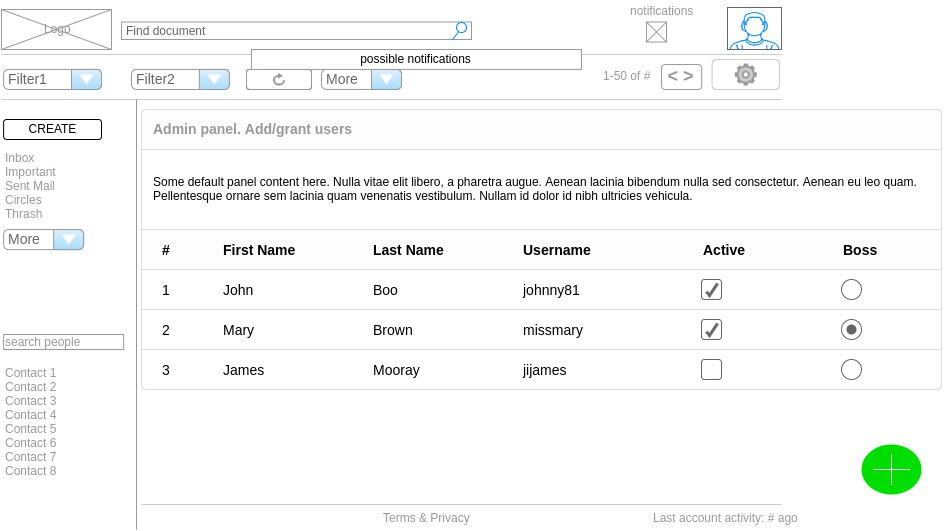 Logo
Find document
notifications
possible notifications
Filter1
Filter2
More
1-50 of #
< >
CREATE
Inbox
Important
Sent Mail
Circles
Thrash
More
search people
Contact 1
Contact 2
Contact 3
Contact 4
Contact 5
Contact 6
Contact 7
Contact 8
Admin panel. Add/grant users
Some default panel content here. Nulla vitae elit libero, a pharetra augue. Aenean lacinia bibendum nulla sed consectetur. Aenean eu leo quam.
Pellentesque ornare sem lacinia quam venenatis vestibulum. Nullam id dolor id nibh ultricies vehicula.
# First Name Last Name Username Active Boss
1 John Boo johnny81
2 Mary Brown missmary
3 James Mooray jijames
Terms & Privacy
Last account activity: # ago